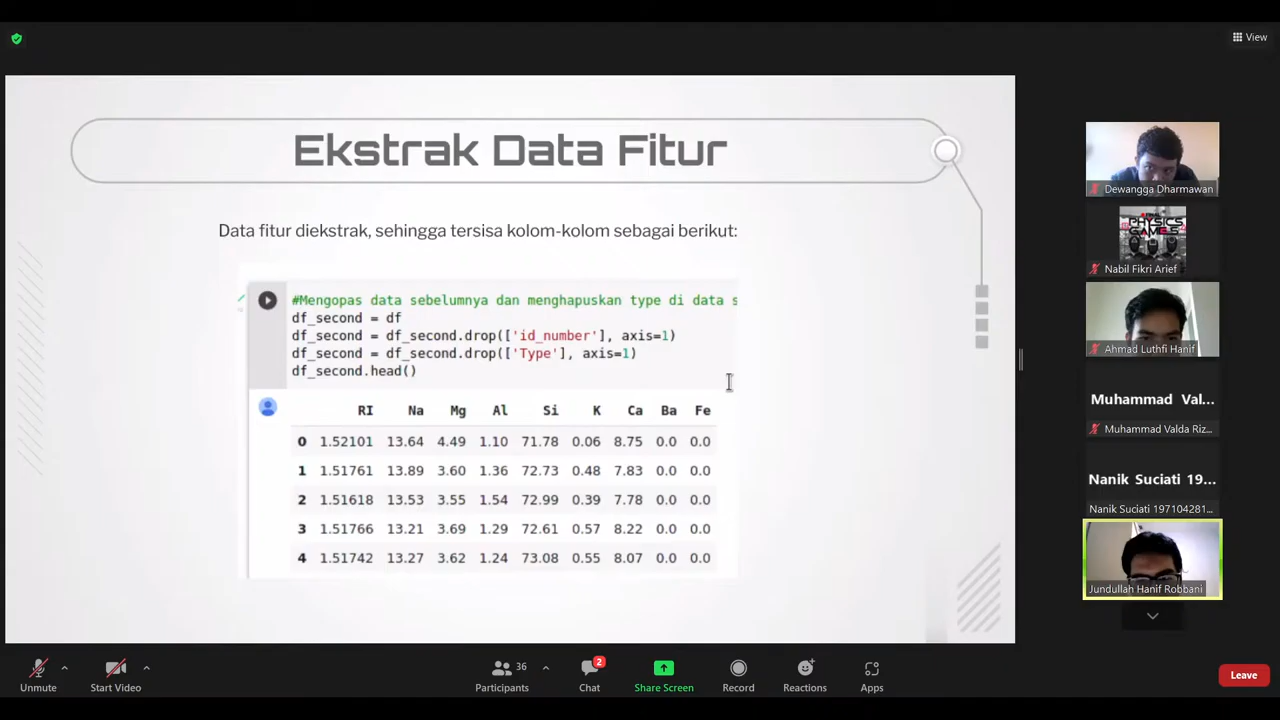 View
Ekstrak Data Fitur
Data fitur diekstrak, sehingga tersisa kolom-kolom sebagai berikut:
#Mengopas data sebelumnya dan menghapuskan type di data s
df_second = df
df_second = df_second.drop(['id_number'], axis=1)
df_second = df_second.drop(['Type'], axis=1)
df_second.head()
RI Na Mg Al Si K Ca Ba Fe
0 1.52101 13.64 4.49 1.10 71.78 0.06 8.75 0.0 0.0
1 1.51761 13.89 3.60 1.36 72.73 0.48 7.83 0.0 0.0
2 1.51618 13.53 3.55 1.54 72.99 0.39 7.78 0.0 0.0
3 1.51766 13.21 3.69 1.29 72.61 0.57 8.22 0.0 0.0
4 1.51742 13.27 3.62 1.24 73.08 0.55 8.07 0.0 0.0
Dewangga Dharmawan
PHYSICS
GAMES
Nabil Fikri Arief
Ahmad Luthfi Hanif
Muhammad Val...
Muhammad Valda Riz...
Nanik Suciati 19...
Nanik Suciati 197104281...
Jundullah Hanif Robbani
Unmute
Start Video
36
Participants
2
Chat
Share Screen
Record
Reactions
Apps
Leave